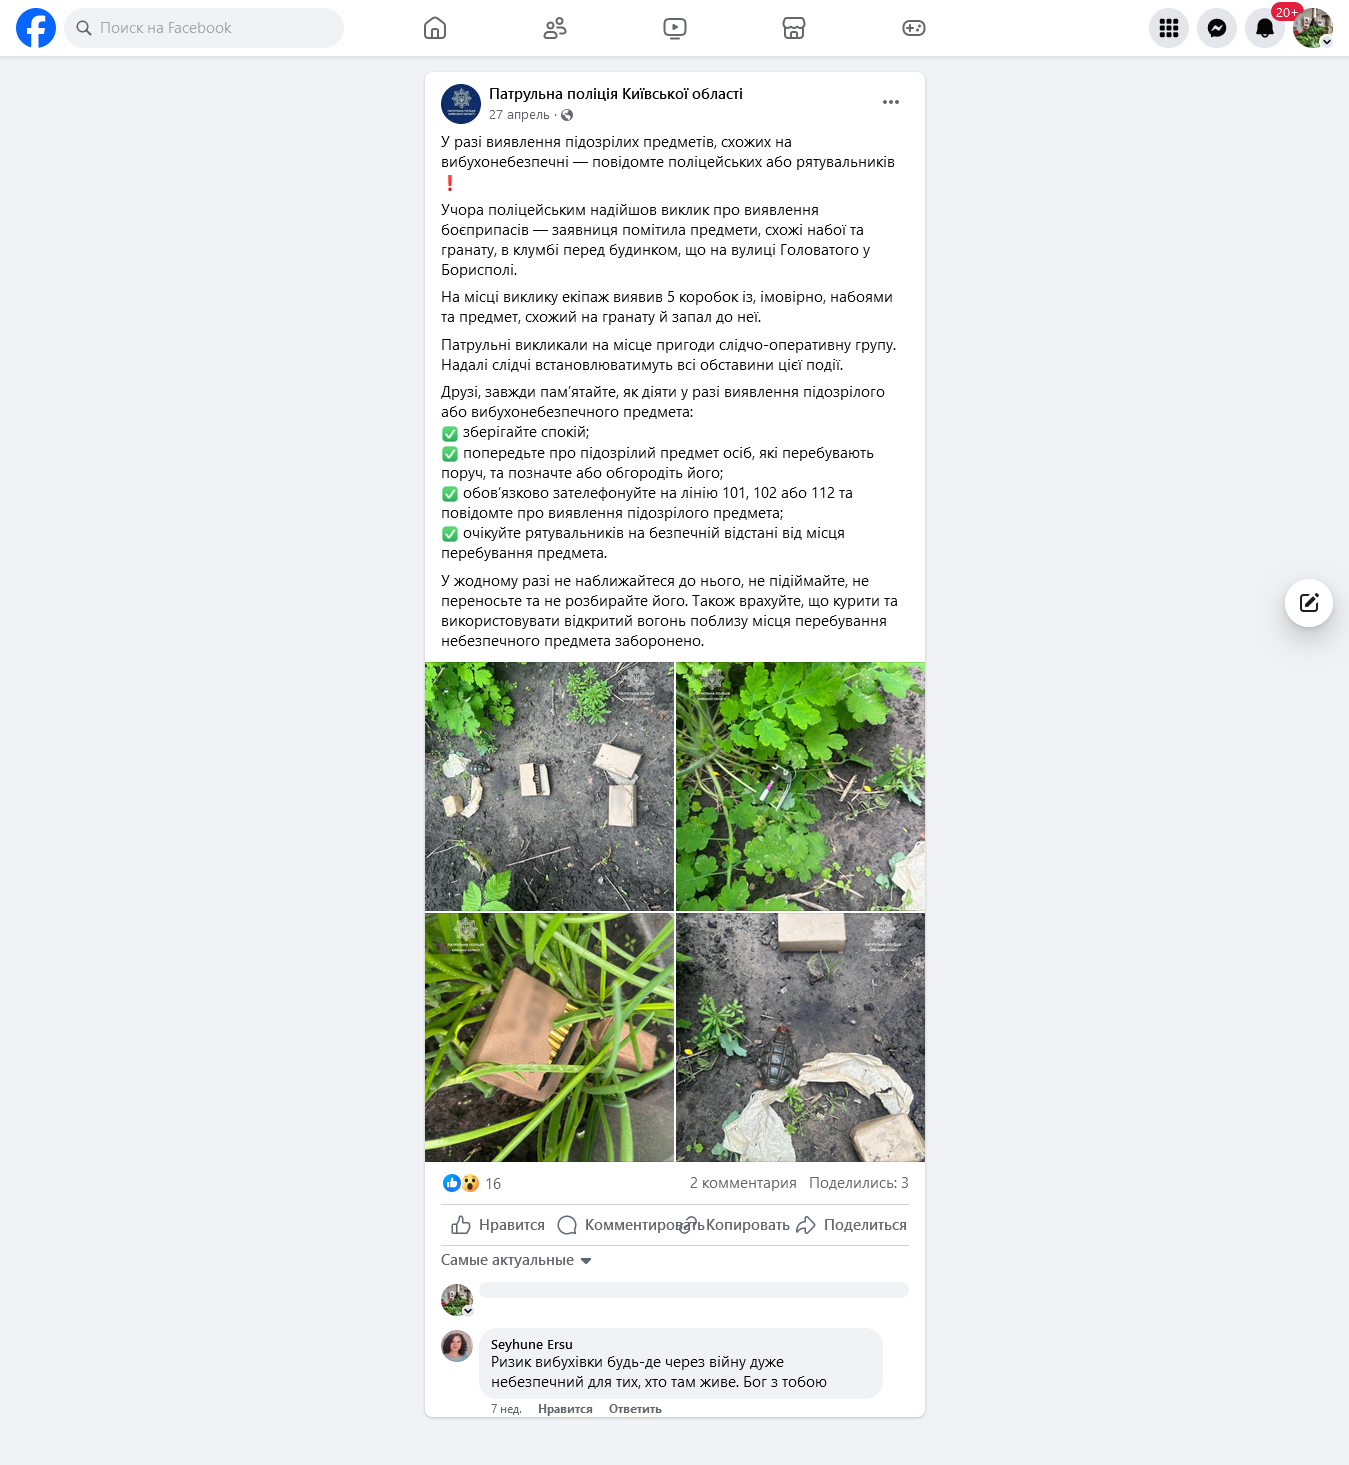 Поиск на Facebook
20+
Патрульна поліція Київської області
27 апрель ·
У разі виявлення підозрілих предметів, схожих на
вибухонебезпечні — повідомте поліцейських або рятувальників
❗
Учора поліцейським надійшов виклик про виявлення
боєприпасів — заявниця помітила предмети, схожі набої та
гранату, в клумбі перед будинком, що на вулиці Головатого у
Борисполі.
На місці виклику екіпаж виявив 5 коробок із, імовірно, набоями
та предмет, схожий на гранату й запал до неї.
Патрульні викликали на місце пригоди слідчо-оперативну групу.
Надалі слідчі встановлюватимуть всі обставини цієї події.
Друзі, завжди пам’ятайте, як діяти у разі виявлення підозрілого
або вибухонебезпечного предмета:
✅ зберігайте спокій;
✅ попередьте про підозрілий предмет осіб, які перебувають
поруч, та позначте або обгородіть його;
✅ обов’язково зателефонуйте на лінію 101, 102 або 112 та
повідомте про виявлення підозрілого предмета;
✅ очікуйте рятувальників на безпечній відстані від місця
перебування предмета.
У жодному разі не наближайтеся до нього, не підіймайте, не
переносьте та не розбирайте його. Також врахуйте, що курити та
використовувати відкритий вогонь поблизу місця перебування
небезпечного предмета заборонено.
ПАТРУЛЬНА ПОЛІЦІЯ
ПАТРУЛЬНА ПОЛІЦІЯ
ПАТРУЛЬНА ПОЛІЦІЯ
ПАТРУЛЬНА ПОЛІЦІЯ
16 2 комментария Поделились: 3
Нравится Комментировать Копировать Поделиться
Самые актуальные
Seyhune Ersu
Ризик вибухівки будь-де через війну дуже
небезпечний для тих, хто там живе. Бог з тобою
7 нед. Нравится Ответить